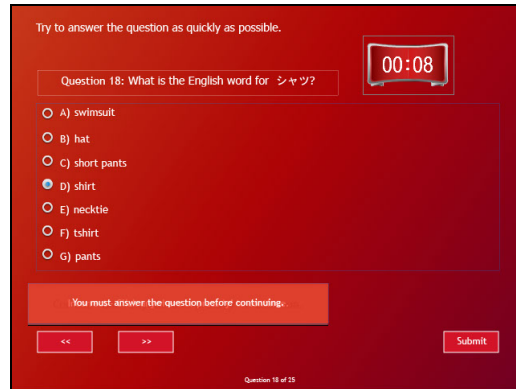 Try to answer the question as quickly as possible.
00:08
Question 18: What is the English word for シャツ?
A) swimsuit
B) hat
C) short pants
D) shirt
E) necktie
F) tshirt
G) pants
You must answer the question before continuing.
<<
>>
Submit
Question 18 of 25